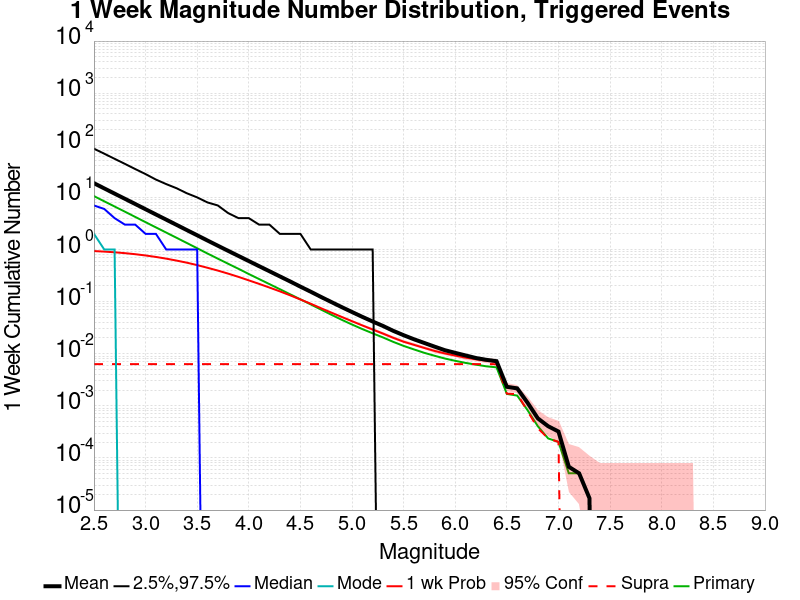 1 Week Magnitude Number Distribution, Triggered Events
1 Week Cumulative Number
10^4
10^3
10^2
10^1
10^0
10^-1
10^-2
10^-3
10^-4
10^-5
2.5 3.0 3.5 4.0 4.5 5.0 5.5 6.0 6.5 7.0 7.5 8.0 8.5 9.0
Magnitude
Mean 2.5%,97.5% Median Mode 1 wk Prob 95% Conf Supra Primary